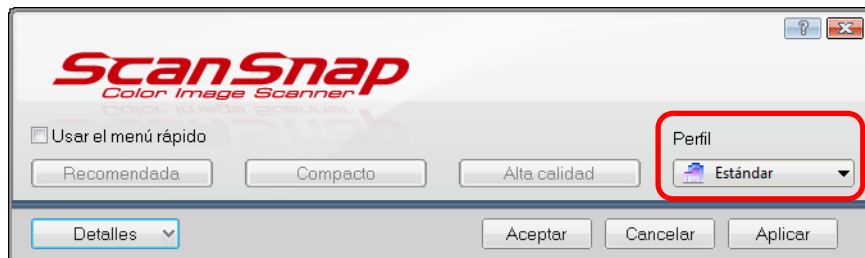 ScanSnap
Color Image Scanner
Usar el menú rápido
Perfil
Recomendada Compacto Alta calidad Estándar
Detalles Aceptar Cancelar Aplicar